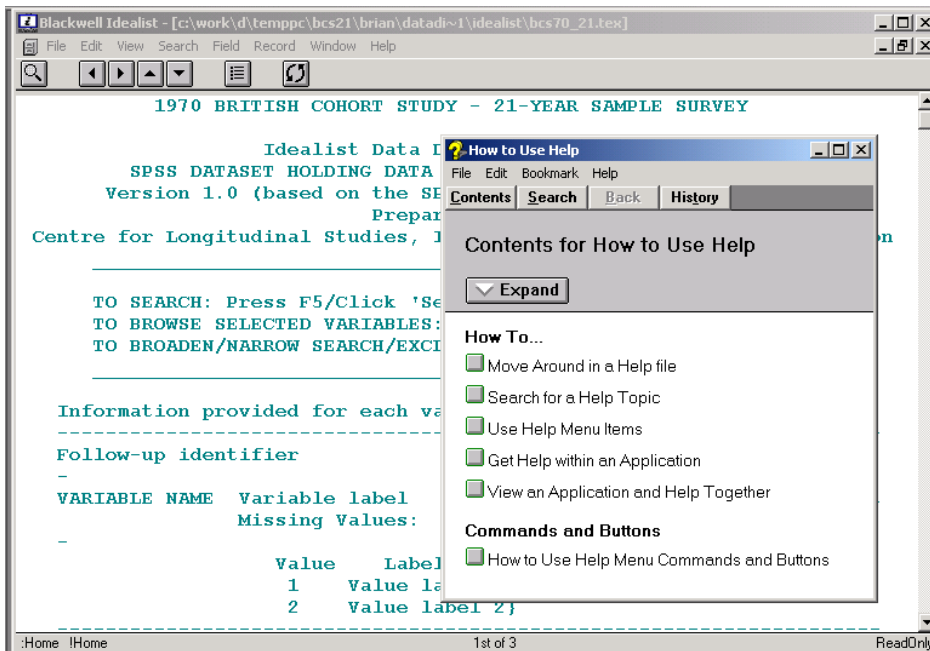 Blackwell Idealist - [c:\work\d\temppc\bcs21\brian\datadi~1\idealist\bcs70_21.tex]
File Edit View Search Field Record Window Help
1970 BRITISH COHORT STUDY - 21-YEAR SAMPLE SURVEY
Idealist Data
SPSS DATASET HOLDING DATA
Version 1.0 (based on the
Centre for Longitudinal Studies,
TO SEARCH: Press F5/Click
TO BROWSE SELECTED VARIABLES:
TO BROADEN/NARROW
Information provided for each
Follow-up identifier
-
VARIABLE NAME Variable label
Missing Values:
-
Value Label
1 Value
2 Value label 2}
How to Use Help
File Edit Bookmark Help
Contents Search Back History
Contents for How to Use Help
Expand
How To...
Move Around in a Help file
Search for a Help Topic
Use Help Menu Items
Get Help within an Application
View an Application and Help Together
Commands and Buttons
How to Use Help Menu Commands and Buttons
:Home !Home 1st of 3 ReadOnly